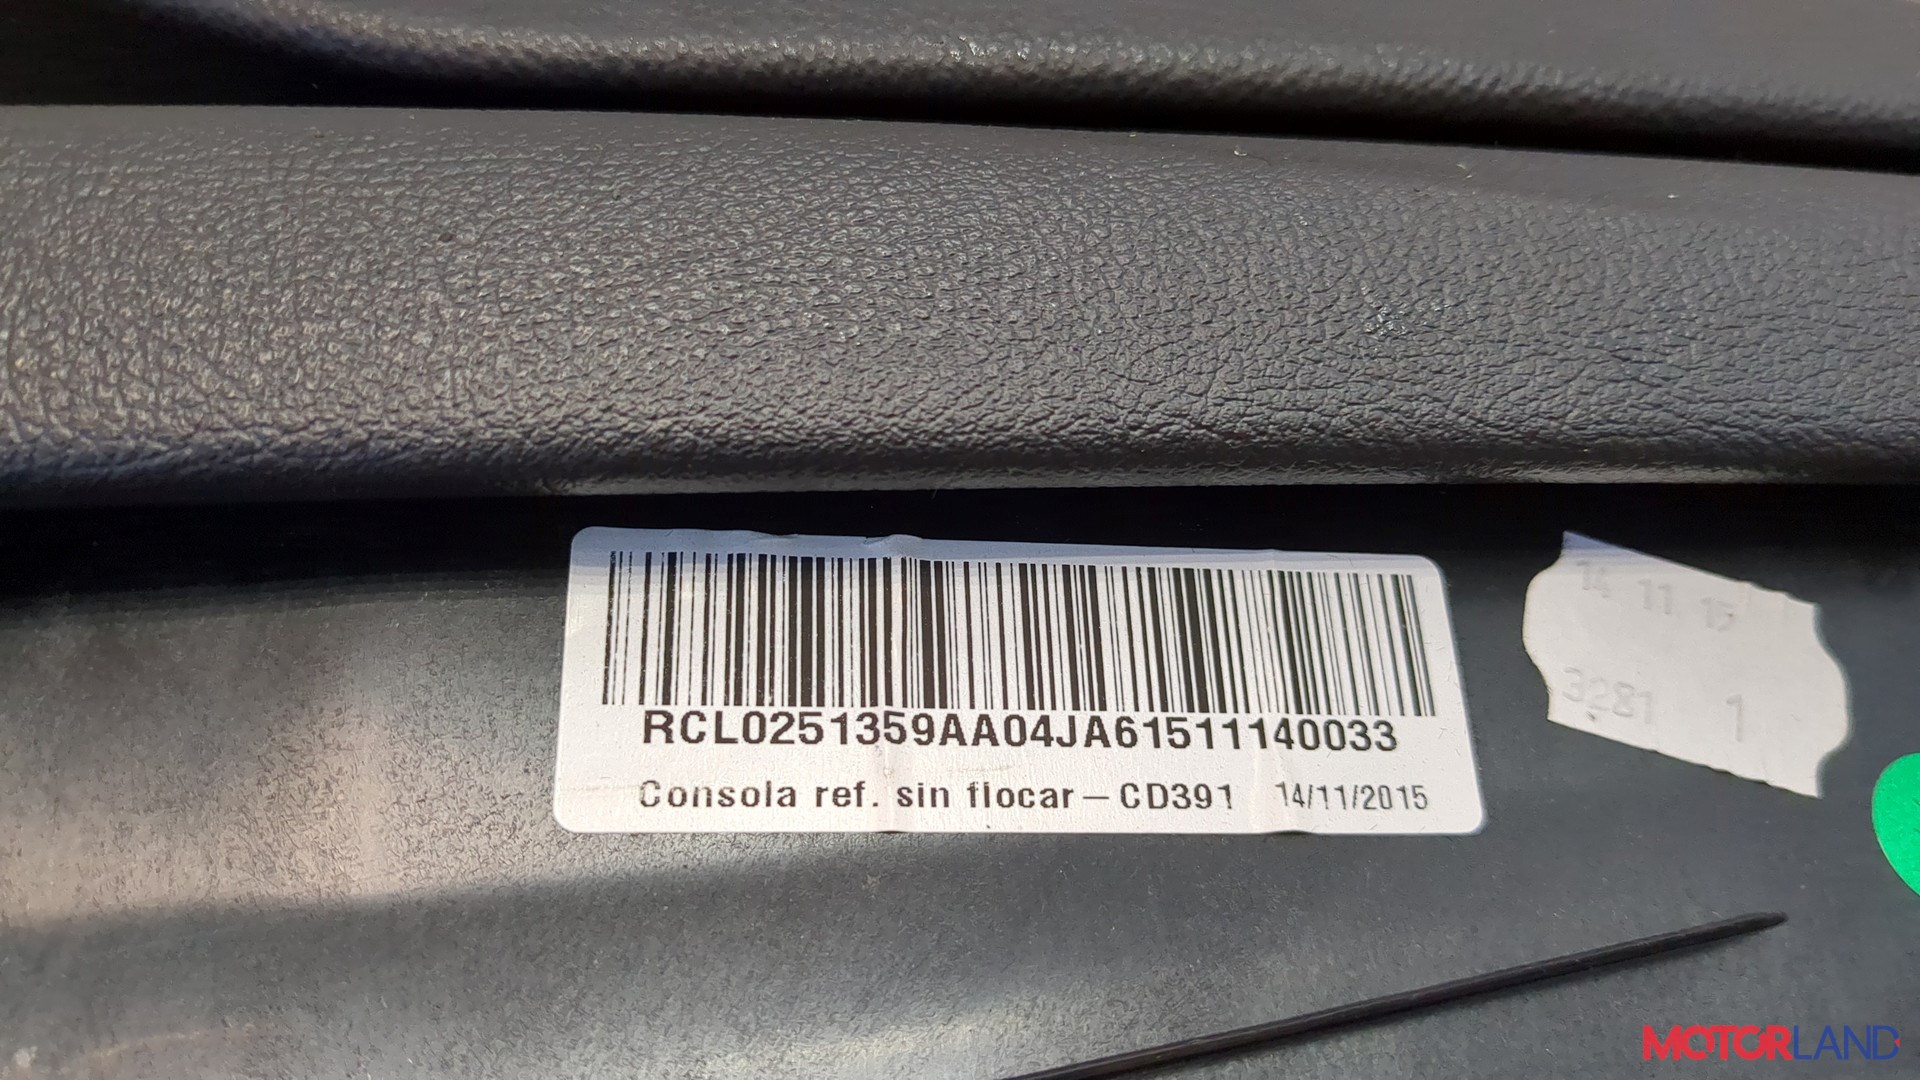 RCL0251359AA04JA61511140033
Consola ref. sin flocar – CD391 14/11/2015
14 11 15
3281 1
MOTORLAND